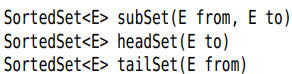 SortedSet<E> subSet(E from, E to)
SortedSet<E> headSet(E to)
SortedSet<E> tailSet(E from)